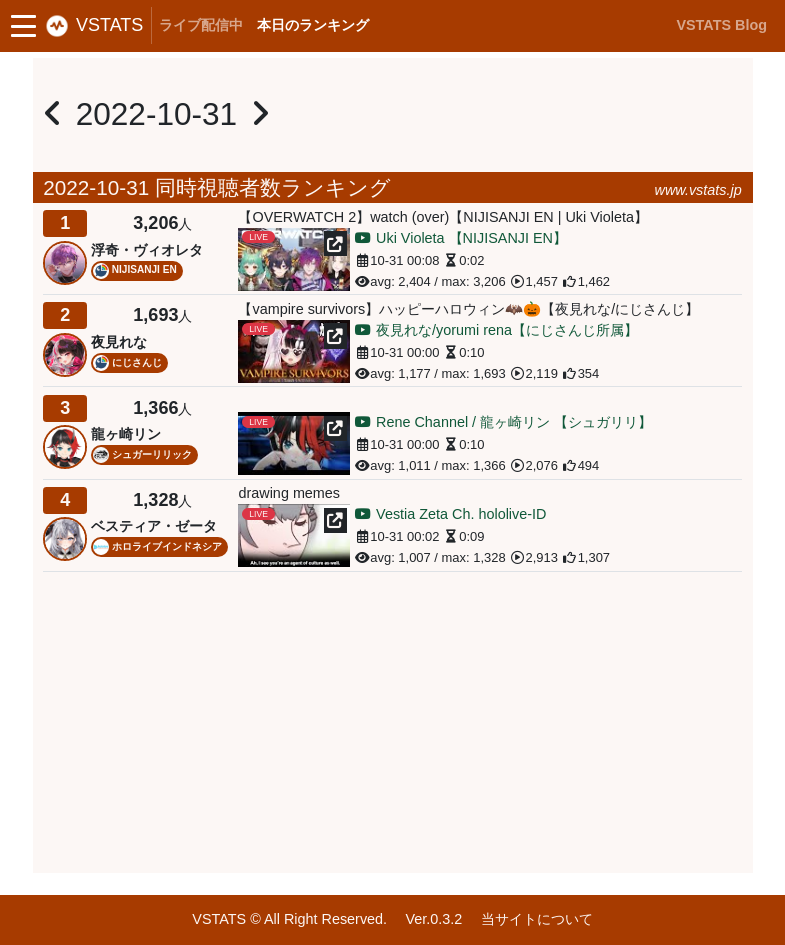 VSTATS ライブ配信中 本日のランキング VSTATS Blog
2022-10-31
2022-10-31 同時視聴者数ランキング www.vstats.jp
1 3,206人
浮奇・ヴィオレタ
NIJISANJI EN
【OVERWATCH 2】watch (over)【NIJISANJI EN | Uki Violeta】
LIVE
Uki Violeta 【NIJISANJI EN】
10-31 00:08 0:02
avg: 2,404 / max: 3,206 1,457 1,462
2 1,693人
夜見れな
にじさんじ
【vampire survivors】ハッピーハロウィン🦇🎃【夜見れな/にじさんじ】
LIVE
VAMPIRE SURVIVORS
夜見れな/yorumi rena【にじさんじ所属】
10-31 00:00 0:10
avg: 1,177 / max: 1,693 2,119 354
3 1,366人
龍ヶ崎リン
シュガーリリック
LIVE
Rene Channel / 龍ヶ崎リン 【シュガリリ】
10-31 00:00 0:10
avg: 1,011 / max: 1,366 2,076 494
4 1,328人
ベスティア・ゼータ
ホロライブインドネシア
drawing memes
LIVE
Ah, I see you're an agent of culture as well.
Vestia Zeta Ch. hololive-ID
10-31 00:02 0:09
avg: 1,007 / max: 1,328 2,913 1,307
VSTATS © All Right Reserved. Ver.0.3.2 当サイトについて